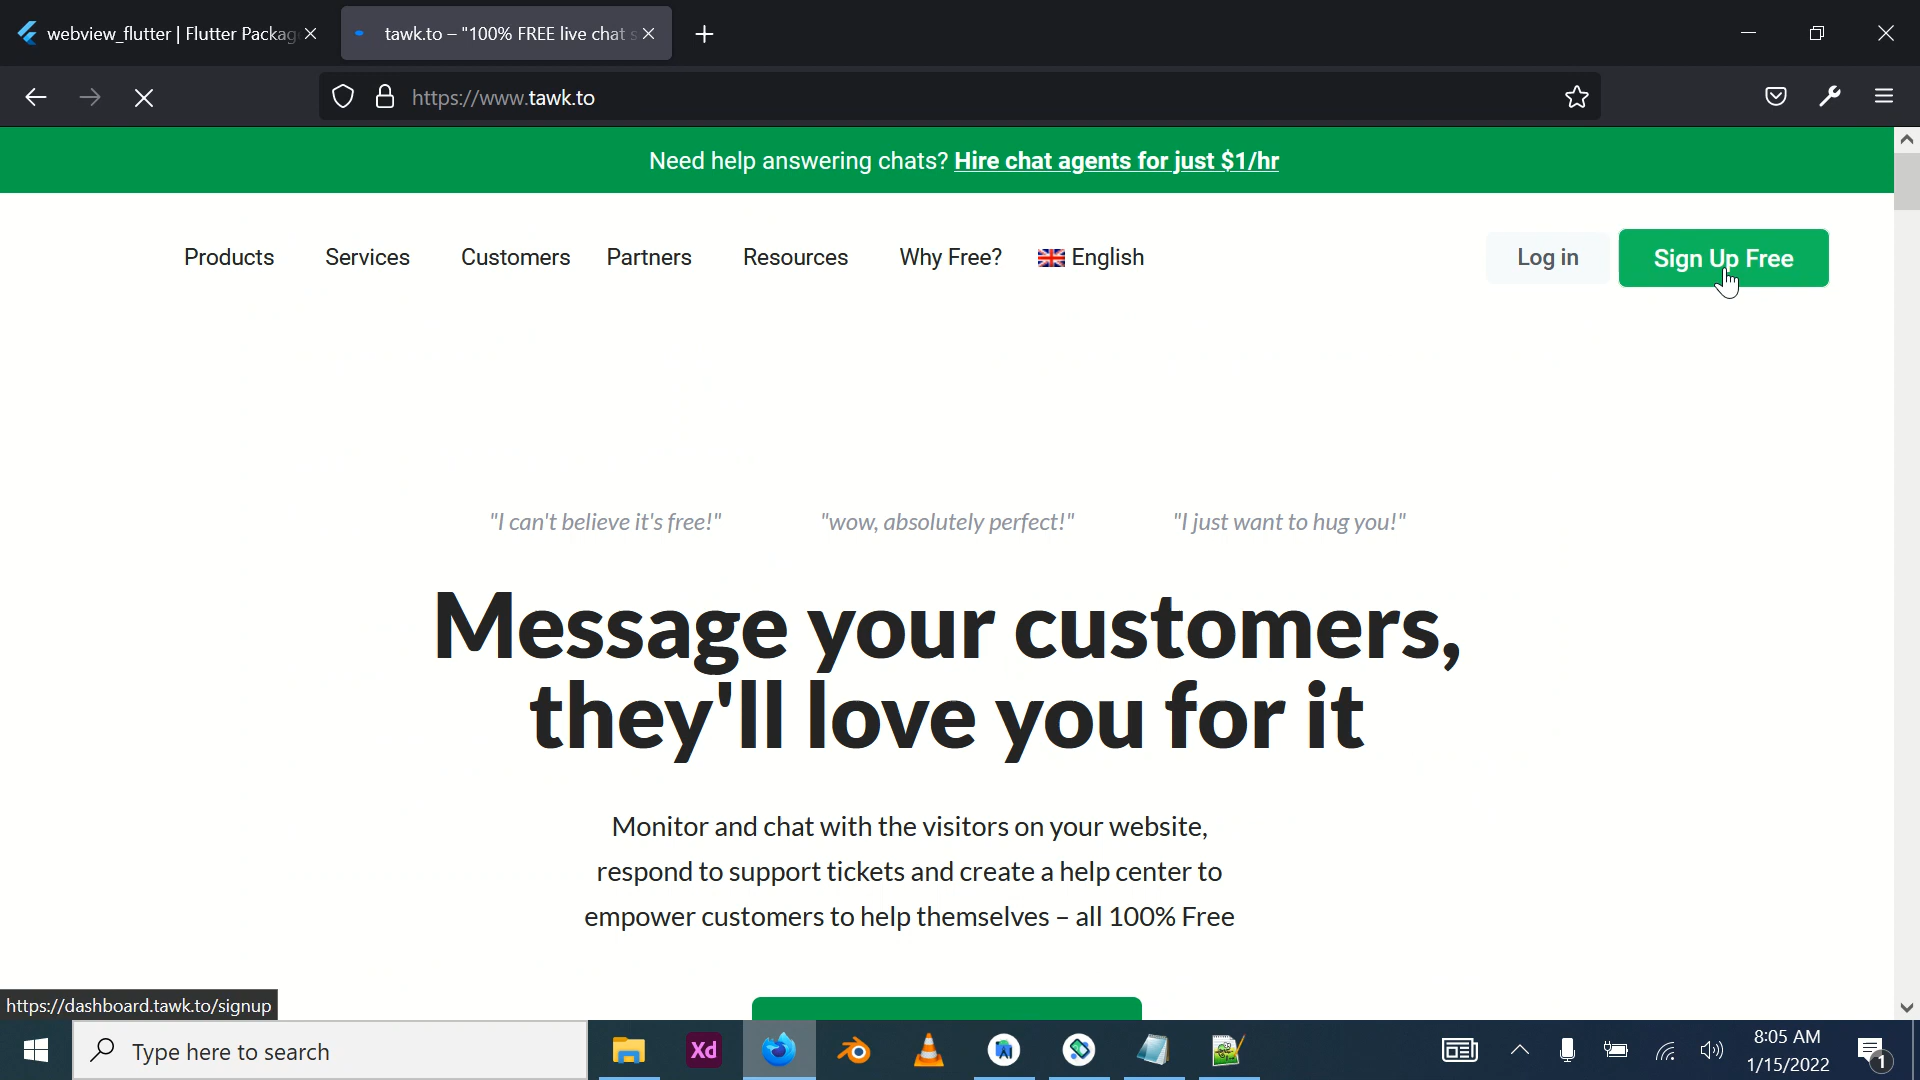 webview_flutter | Flutter Packag
tawk.to – "100% FREE live chat s
https://www.tawk.to
Need help answering chats? Hire chat agents for just $1/hr
Products Services Customers Partners Resources Why Free? English
Log in
Sign Up Free
"I can't believe it's free!" "wow, absolutely perfect!" "I just want to hug you!"
Message your customers,
they'll love you for it
Monitor and chat with the visitors on your website,
respond to support tickets and create a help center to
empower customers to help themselves – all 100% Free
https://dashboard.tawk.to/signup
Type here to search
Xd
8:05 AM
1/15/2022
1